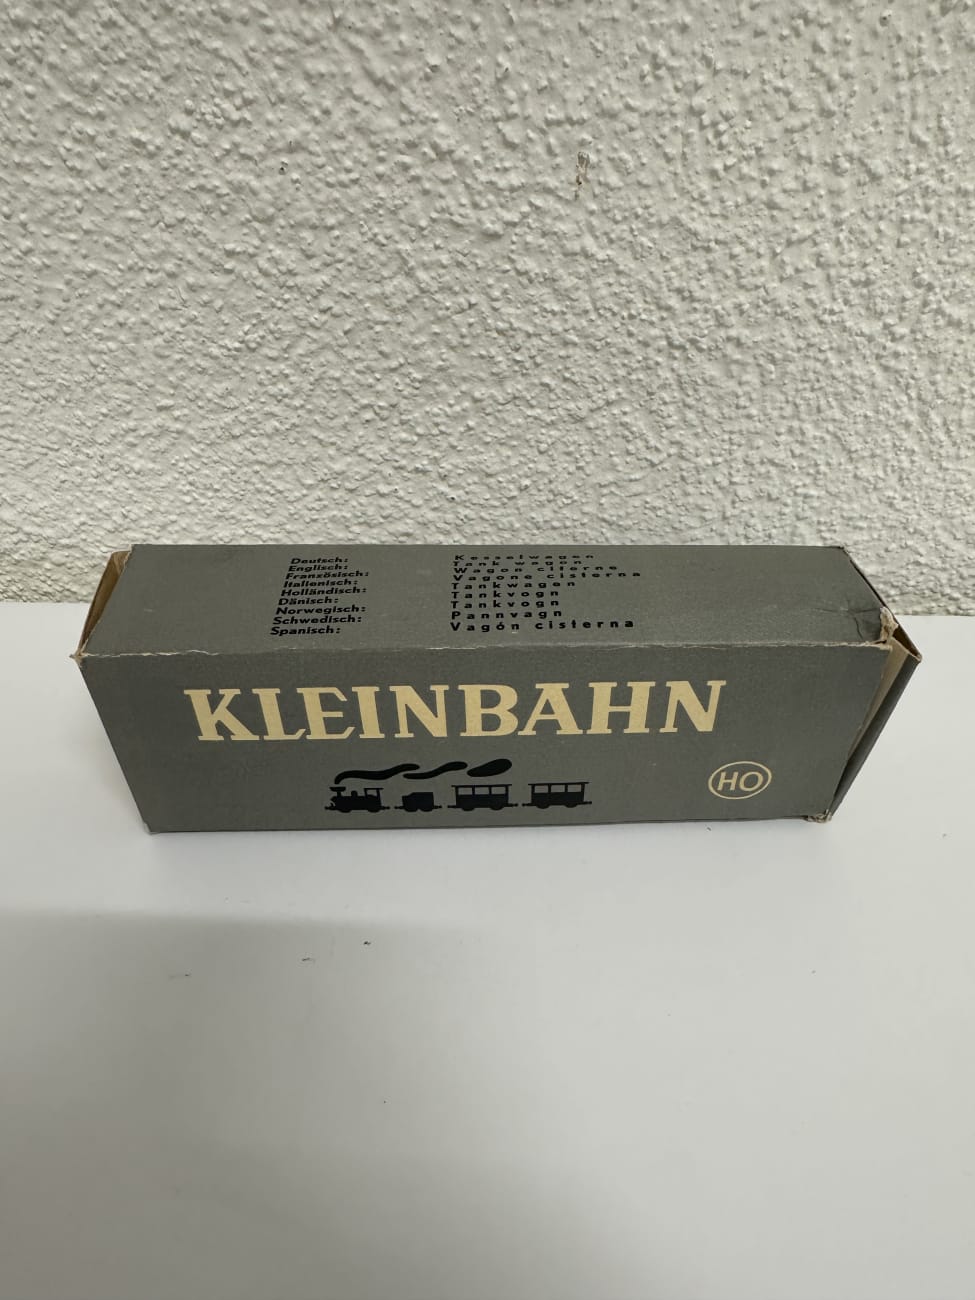 Deutsch: Kesselwagen
Englisch: Tank wagon
Französisch: Wagon citerne
Italienisch: Vagone cisterna
Holländisch: Tankwagen
Dänisch: Tankvogn
Norwegisch: Tankvogn
Schwedisch: Pannvagn
Spanisch: Vagón cisterna
KLEINBAHN
HO